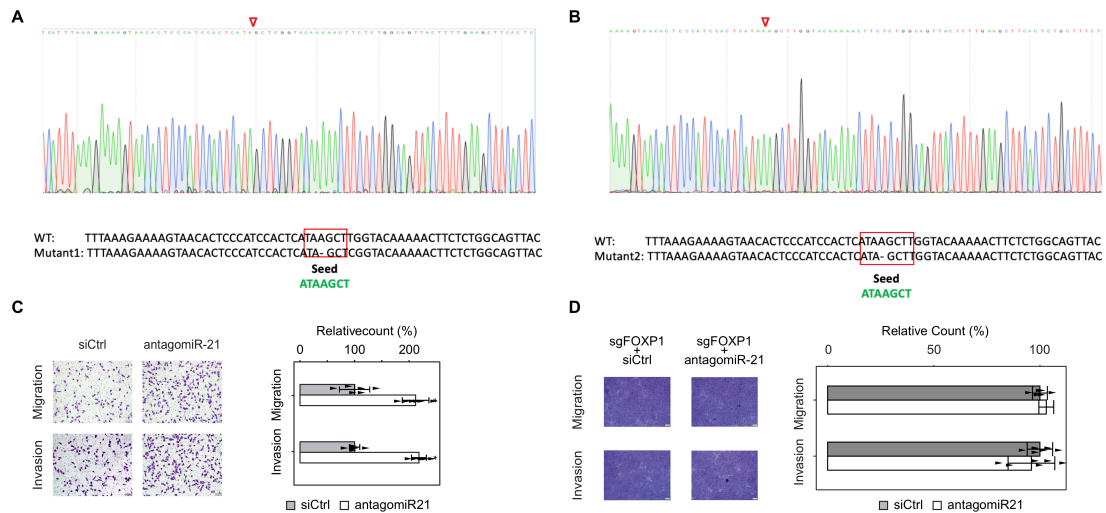 A
TCATTTAAAGAAAAGTAACACTCCCATCCACTCATAGCTCGGTACAAAAACTTCTCTGGCAGTTACTTTTGAAGCTTCACTC
WT: TTTAAAGAAAAGTAACACTCCCATCCACTCATAAGCTTGGTACAAAAACTTCTCTGGCAGTTAC
Mutant1: TTTAAAGAAAAGTAACACTCCCATCCACTCATA- GCTCGGTACAAAAACTTCTCTGGCAGTTAC
Seed
ATAAGCT
B
WT: TTTAAAGAAAAGTAACACTCCCATCCACTCATAAGCTTGGTACAAAAACTTCTCTGGCAGTTAC
Mutant2: TTTAAAGAAAAGTAACACTCCCATCCACTCATA- GCTTGGTACAAAAACTTCTCTGGCAGTTAC
Seed
ATAAGCT
C
siCtrl antagomiR-21
Migration
Invasion
Relativecount (%)
0 100 200
Migration
Invasion
siCtrl antagomiR21
D
sgFOXP1 + siCtrl
sgFOXP1 + antagomiR-21
Migration
Invasion
Relative Count (%)
0 50 100
Migration
Invasion
siCtrl antagomiR21